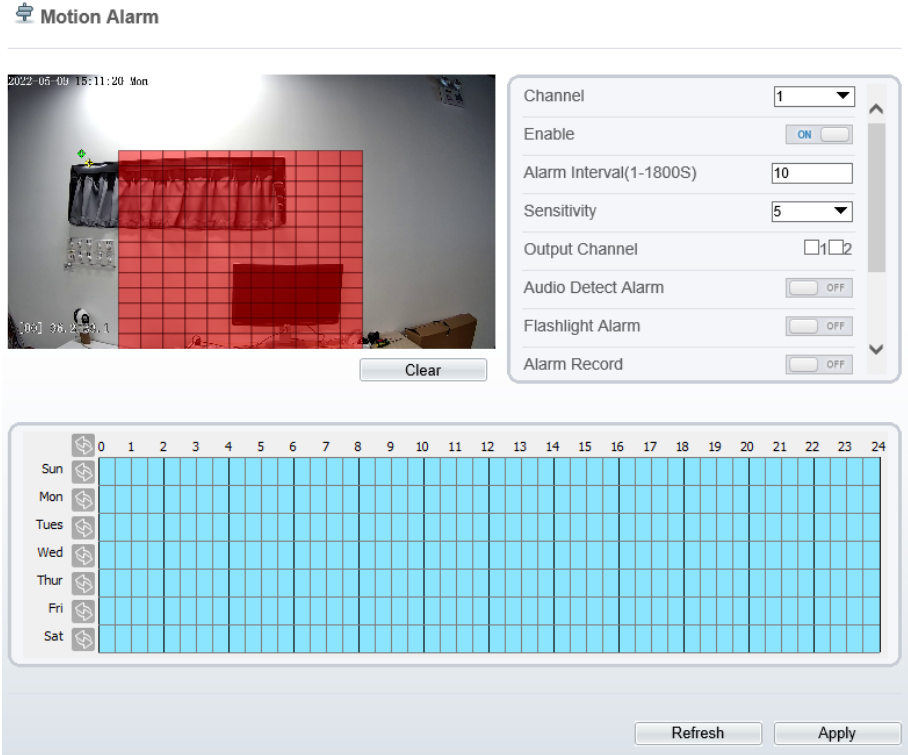 Motion Alarm
2022-05-09 15:11:20 Mon
Channel 1
Enable ON
Alarm Interval(1-1800S) 10
Sensitivity 5
Output Channel 1 2
Audio Detect Alarm OFF
Flashlight Alarm OFF
Alarm Record OFF
Clear
0 1 2 3 4 5 6 7 8 9 10 11 12 13 14 15 16 17 18 19 20 21 22 23 24
Sun
Mon
Tues
Wed
Thur
Fri
Sat
Refresh Apply